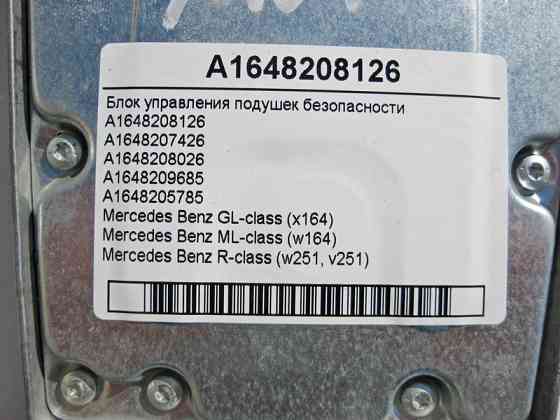 A1648208126
Блок управления подушек безопасности
A1648208126
A1648207426
A1648208026
A1648209685
A1648205785
Mercedes Benz GL-class (x164)
Mercedes Benz ML-class (w164)
Mercedes Benz R-class (w251, v251)